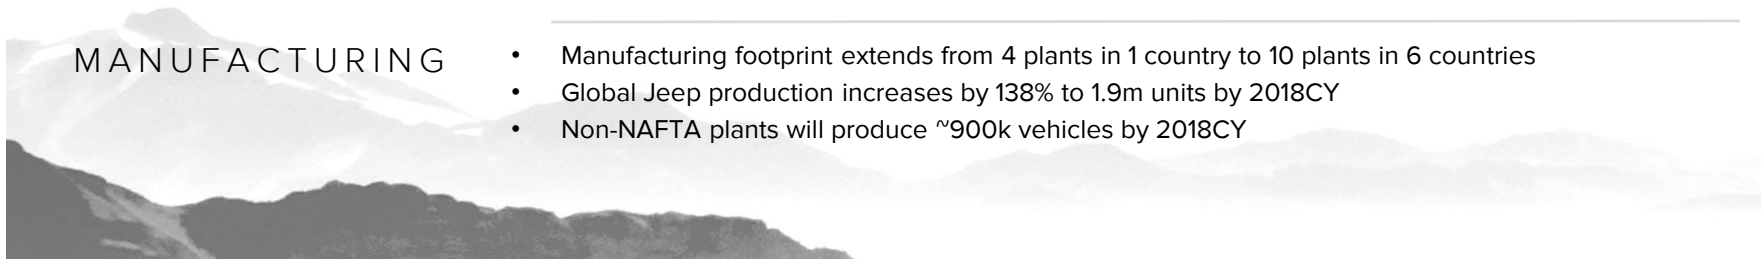 MANUFACTURING
• Manufacturing footprint extends from 4 plants in 1 country to 10 plants in 6 countries
• Global Jeep production increases by 138% to 1.9m units by 2018CY
• Non-NAFTA plants will produce ~900k vehicles by 2018CY